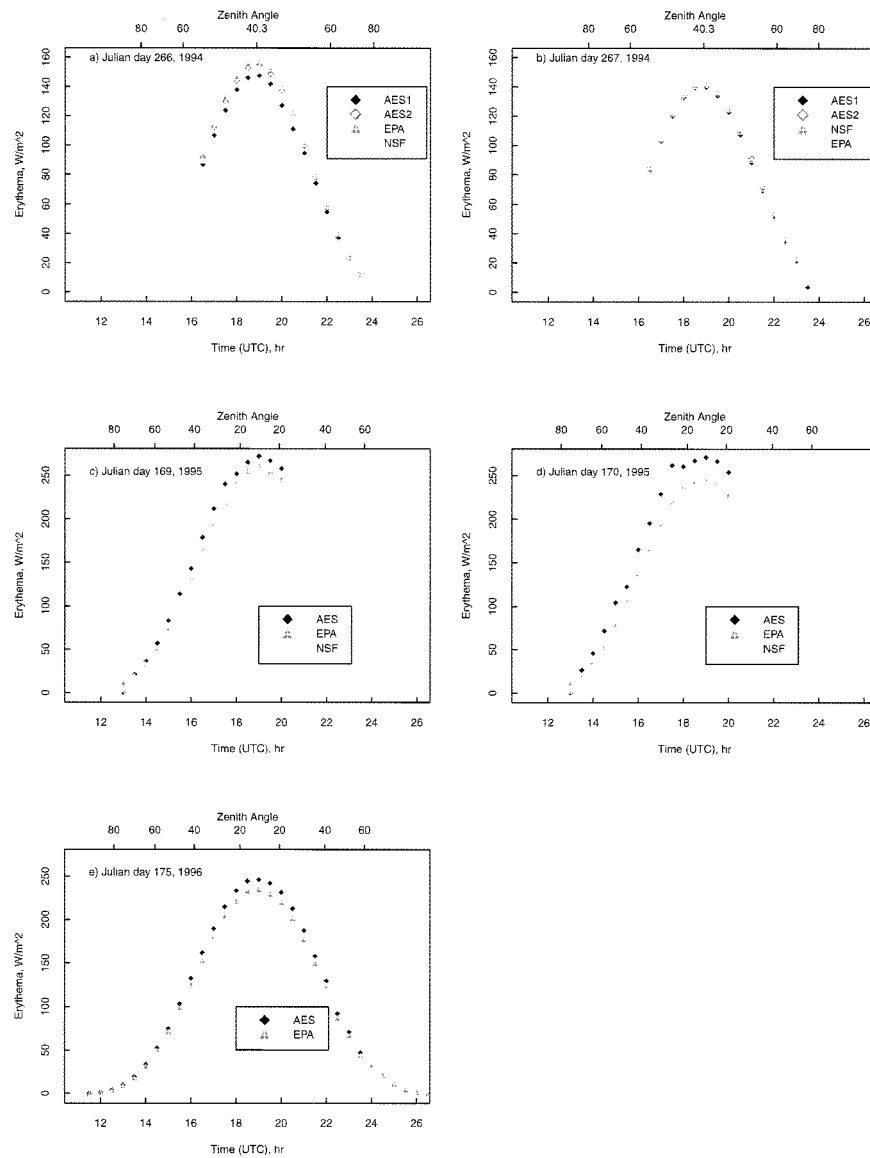 Zenith Angle
80 60 40.3 60 80
a) Julian day 266, 1994
AES1
AES2
EPA
NSF
Erythema, W/m^2
0 20 40 60 80 100 120 140 160
12 14 16 18 20 22 24 26
Time (UTC), hr
Zenith Angle
80 60 40.3 60 80
b) Julian day 267, 1994
AES1
AES2
NSF
EPA
Erythema, W/m^2
0 20 40 60 80 100 120 140 160
12 14 16 18 20 22 24 26
Time (UTC), hr
Zenith Angle
80 60 40 20 20 40 60
c) Julian day 169, 1995
AES
EPA
NSF
Erythema, W/m^2
0 50 100 150 200 250
12 14 16 18 20 22 24 26
Time (UTC), hr
Zenith Angle
80 60 40 20 20 40 60
d) Julian day 170, 1995
AES
EPA
NSF
Erythema, W/m^2
0 50 100 150 200 250
12 14 16 18 20 22 24 26
Time (UTC), hr
Zenith Angle
80 60 40 20 20 40 60
e) Julian day 175, 1996
AES
EPA
Erythema, W/m^2
0 50 100 150 200 250
12 14 16 18 20 22 24 26
Time (UTC), hr